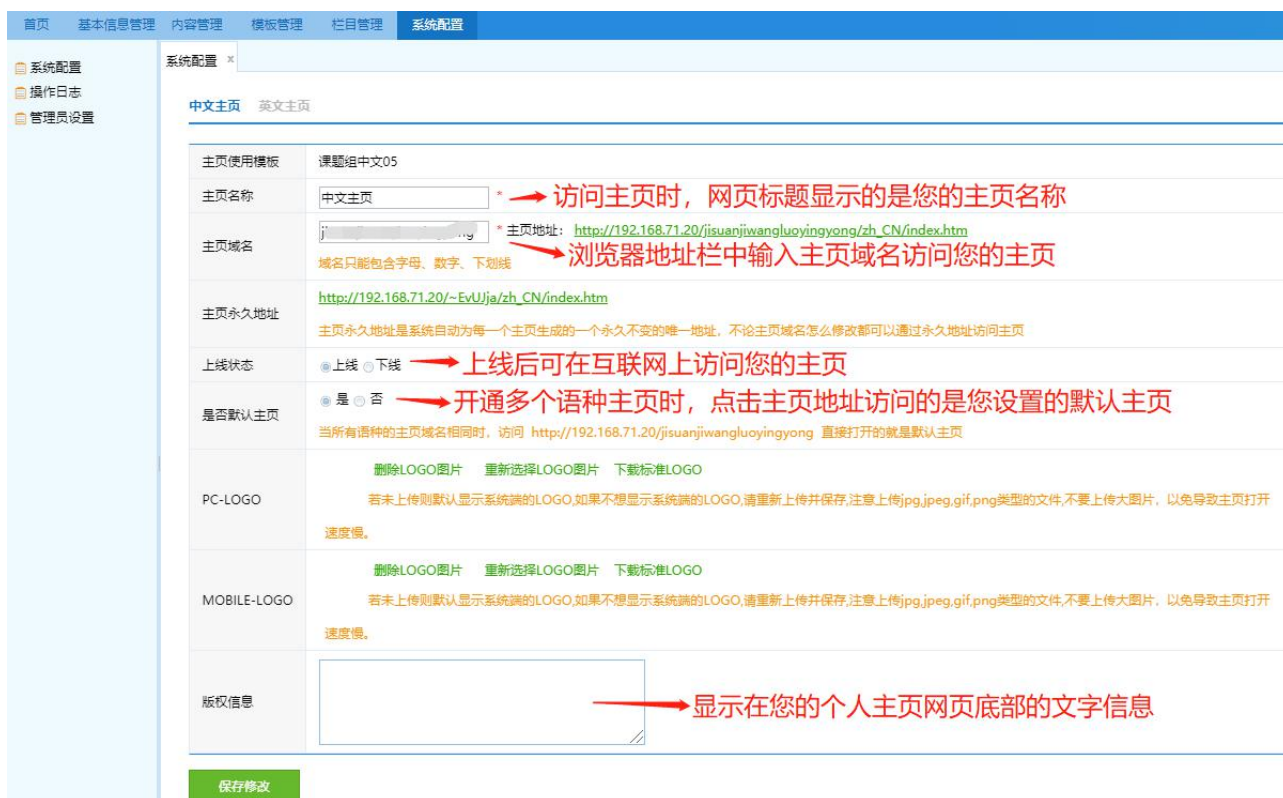 首页 基本信息管理 内容管理 模板管理 栏目管理 系统配置
系统配置
操作日志
管理员设置
系统配置 ×
中文主页 英文主页
主页使用模板 课题组中文05
主页名称 中文主页 * 访问主页时，网页标题显示的是您的主页名称
主页域名 * 主页地址： http://192.168.71.20/jisuanjiwangluoyingyong/zh_CN/index.htm
域名只能包含字母、数字、下划线 浏览器地址栏中输入主页域名访问您的主页
主页永久地址 http://192.168.71.20/~EvUJja/zh_CN/index.htm
主页永久地址是系统自动为每一个主页生成的一个永久不变的唯一地址，不论主页域名怎么修改都可以通过永久地址访问主页
上线状态 上线 下线 上线后可在互联网上访问您的主页
是否默认主页 是 否 开通多个语种主页时，点击主页地址访问的是您设置的默认主页
当所有语种的主页域名相同时，访问 http://192.168.71.20/jisuanjiwangluoyingyong 直接打开的就是默认主页
PC-LOGO 删除LOGO图片 重新选择LOGO图片 下载标准LOGO
若未上传则默认显示系统端的LOGO,如果不想显示系统端的LOGO,请重新上传并保存,注意上传jpg,jpeg,gif,png类型的文件,不要上传大图片，以免导致主页打开
速度慢。
MOBILE-LOGO 删除LOGO图片 重新选择LOGO图片 下载标准LOGO
若未上传则默认显示系统端的LOGO,如果不想显示系统端的LOGO,请重新上传并保存,注意上传jpg,jpeg,gif,png类型的文件,不要上传大图片，以免导致主页打开
速度慢。
版权信息 显示在您的个人主页网页底部的文字信息
保存修改